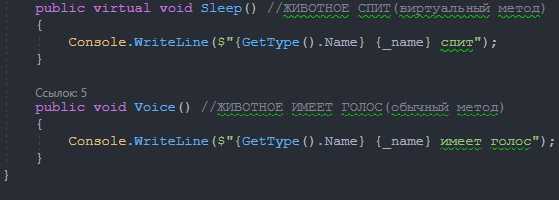 public virtual void Sleep() //ЖИВОТНОЕ СПИТ(виртуальный метод)
{
Console.WriteLine($"{GetType().Name} {_name} спит");
}
Ссылок: 5
public void Voice() //ЖИВОТНОЕ ИМЕЕТ ГОЛОС(обычный метод)
{
Console.WriteLine($"{GetType().Name} {_name} имеет голос");
}
}